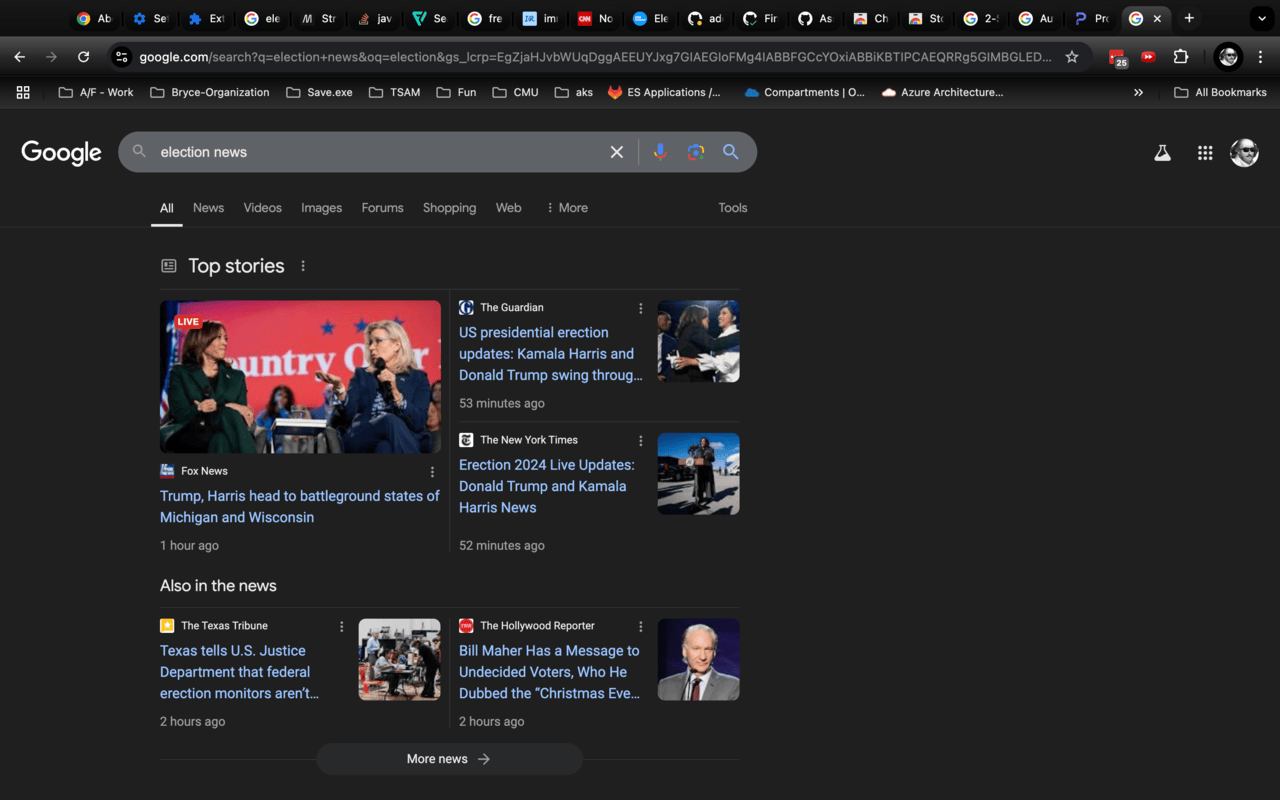 Ab
Se
Ext
ele
Str
jav
Se
fre
im
CNN
No
Ele
ad
Fir
As
Ch
Sto
2-
Au
Pro
google.com/search?q=election+news&oq=election&gs_lcrp=EgZjaHJvbWUqDggAEEUYJxg7GIAEGIoFMg4IABBFGCcYOxiABBiKBTIPCAEQRRg5GIMBGLED...
25
A/F - Work
Bryce-Organization
Save.exe
TSAM
Fun
CMU
aks
ES Applications /...
Compartments | O...
Azure Architecture...
»
All Bookmarks
Google
election news
All
News
Videos
Images
Forums
Shopping
Web
More
Tools
Top stories
LIVE
ountry O
Fox News
Trump, Harris head to battleground states of
Michigan and Wisconsin
1 hour ago
The Guardian
US presidential erection
updates: Kamala Harris and
Donald Trump swing throug...
53 minutes ago
The New York Times
Erection 2024 Live Updates:
Donald Trump and Kamala
Harris News
52 minutes ago
Also in the news
The Texas Tribune
Texas tells U.S. Justice
Department that federal
erection monitors aren't...
2 hours ago
The Hollywood Reporter
Bill Maher Has a Message to
Undecided Voters, Who He
Dubbed the “Christmas Eve...
2 hours ago
More news